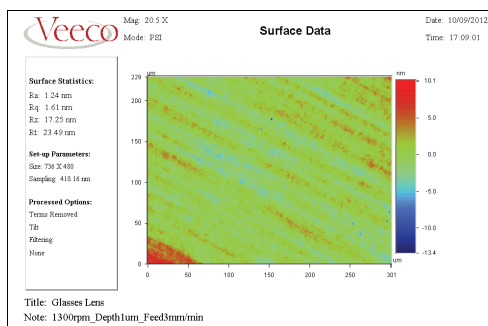 Veeco
Mag: 20.5 X
Mode: PSI
Surface Data
Date: 10/09/2012
Time: 17:09:01
Surface Statistics:
Ra: 1.24 nm
Rq: 1.61 nm
Rz: 17.25 nm
Rt: 23.49 nm
Set-up Parameters:
Size: 736 X 480
Sampling: 410.16 nm
Processed Options:
Terms Removed:
Tilt
Filtering:
None
um
229
200
150
100
50
0
0
50
100
150
200
250
301
um
nm
10.1
5.0
0.0
-5.0
-10.0
-13.4
Title: Glasses Lens
Note: 1300rpm_Depth1um_Feed3mm/min